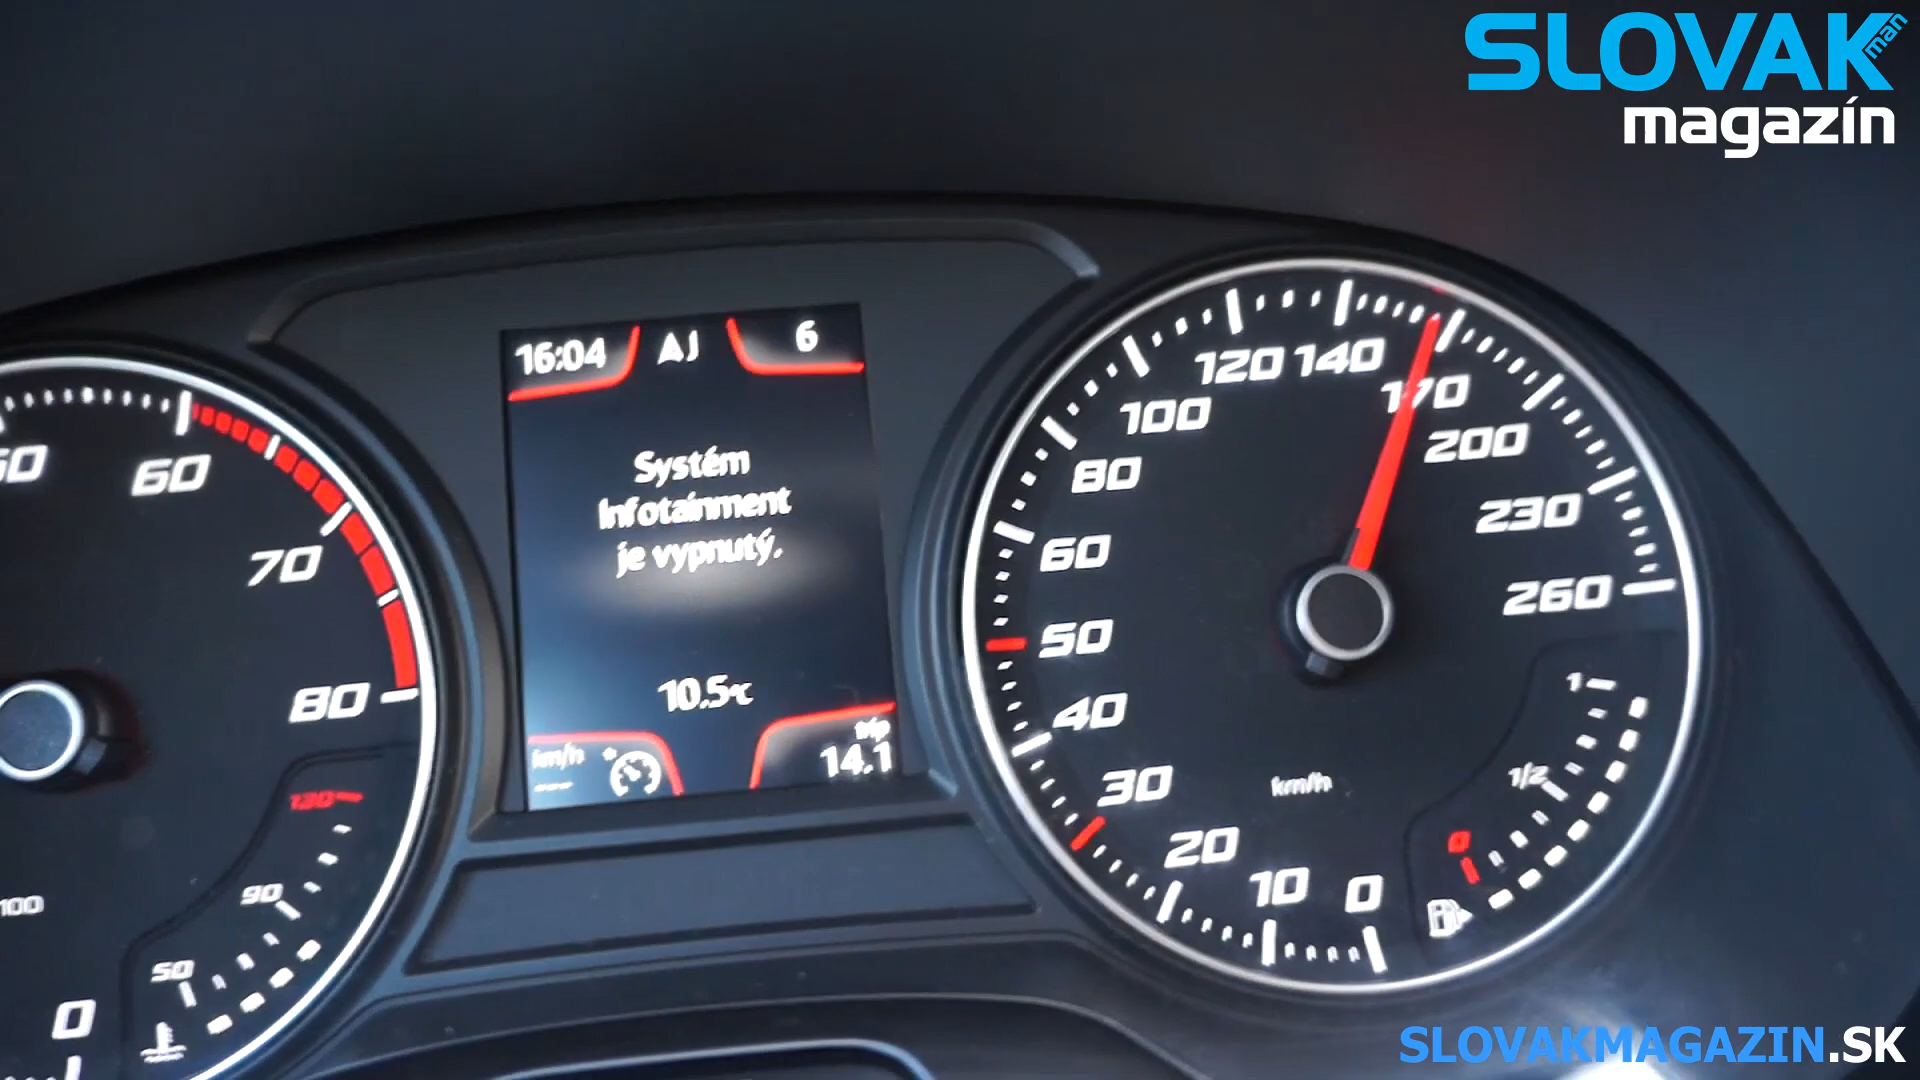 SLOVAK
man
magazín
16:04
6
Systém
Infotainment
je vypnutý.
10.5°C
km/h
---
trip
14.1
60
70
80
130
90
50
0
100
0
10
20
30
40
50
60
80
100
120
140
170
200
230
260
km/h
1
1/2
0
SLOVAKMAGAZIN.SK